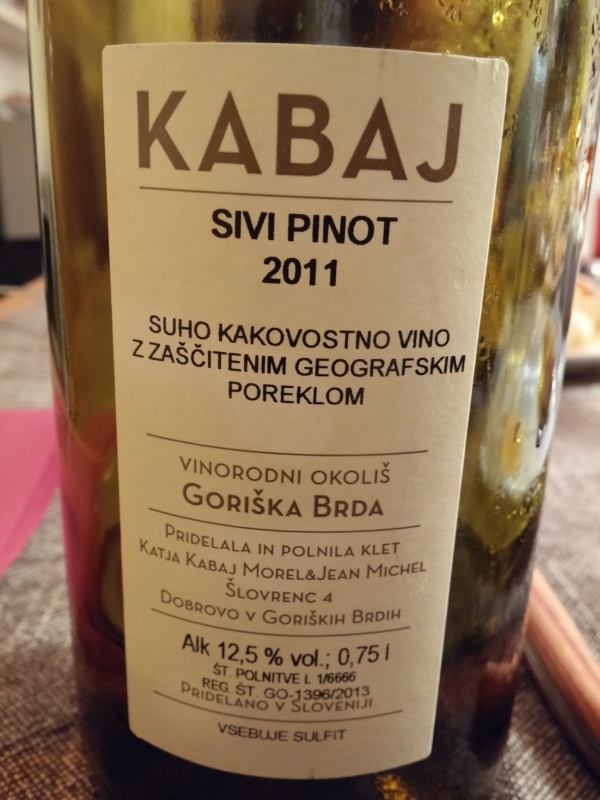 KABAJ
SIVI PINOT
2011
SUHO KAKOVOSTNO VINO
Z ZAŠČITENIM GEOGRAFSKIM
POREKLOM
VINORODNI OKOLIŠ
GORIŠKA BRDA
PRIDELALA IN POLNILA KLET
KATJA KABAJ MOREL&JEAN MICHEL
ŠLOVRENC 4
DOBROVO V GORIŠKIH BRDIH
Alk 12,5 % vol.; 0,75 l
ŠT. POLNITVE L 1/6666
REG. ŠT. GO-1396/2013
PRIDELANO V SLOVENIJI
VSEBUJE SULFIT